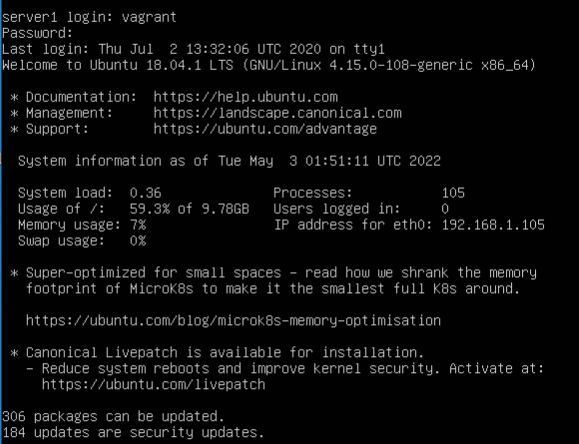 server1 login: vagrant
Password:
Last login: Thu Jul  2 13:32:06 UTC 2020 on tty1
Welcome to Ubuntu 18.04.1 LTS (GNU/Linux 4.15.0-108-generic x86_64)
* Documentation:  https://help.ubuntu.com
* Management:     https://landscape.canonical.com
* Support:        https://ubuntu.com/advantage
System information as of Tue May  3 01:51:11 UTC 2022
System load:  0.36              Processes:           105
Usage of /:   59.3% of 9.78GB   Users logged in:     0
Memory usage: 7%                IP address for eth0: 192.168.1.105
Swap usage:   0%
* Super-optimized for small spaces - read how we shrank the memory
footprint of MicroK8s to make it the smallest full K8s around.
https://ubuntu.com/blog/microk8s-memory-optimisation
* Canonical Livepatch is available for installation.
- Reduce system reboots and improve kernel security. Activate at:
https://ubuntu.com/livepatch
306 packages can be updated.
184 updates are security updates.